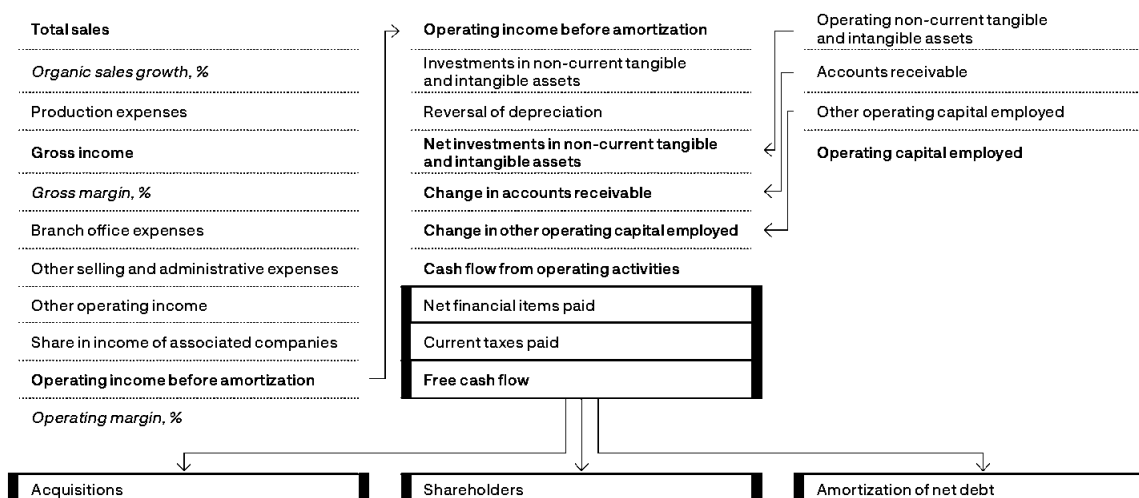 Total sales
Organic sales growth, %
Production expenses
Gross income
Gross margin, %
Branch office expenses
Other selling and administrative expenses
Other operating income
Share in income of associated companies
Operating income before amortization
Operating margin, %
Operating income before amortization
Investments in non-current tangible
and intangible assets
Reversal of depreciation
Net investments in non-current tangible
and intangible assets
Change in accounts receivable
Change in other operating capital employed
Cash flow from operating activities
Net financial items paid
Current taxes paid
Free cash flow
Operating non-current tangible
and intangible assets
Accounts receivable
Other operating capital employed
Operating capital employed
Acquisitions
Shareholders
Amortization of net debt